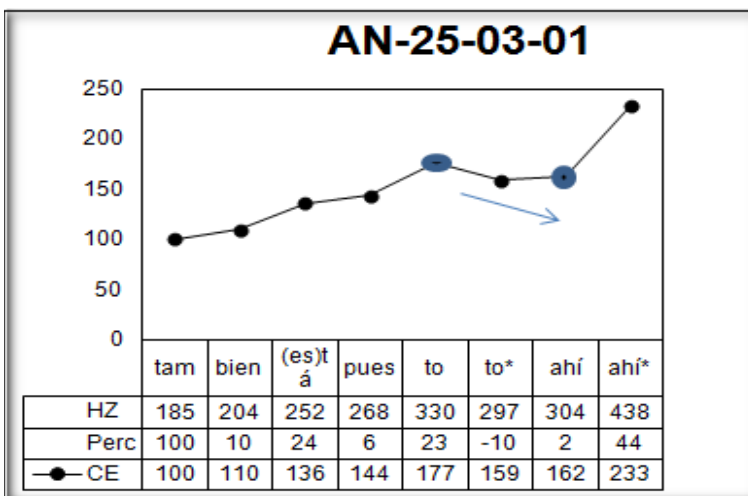 AN-25-03-01
250
200
150
100
50
0
tam bien (es)t pues to to* ahí ahí*
á
HZ 185 204 252 268 330 297 304 438
Perc 100 10 24 6 23 -10 2 44
CE 100 110 136 144 177 159 162 233